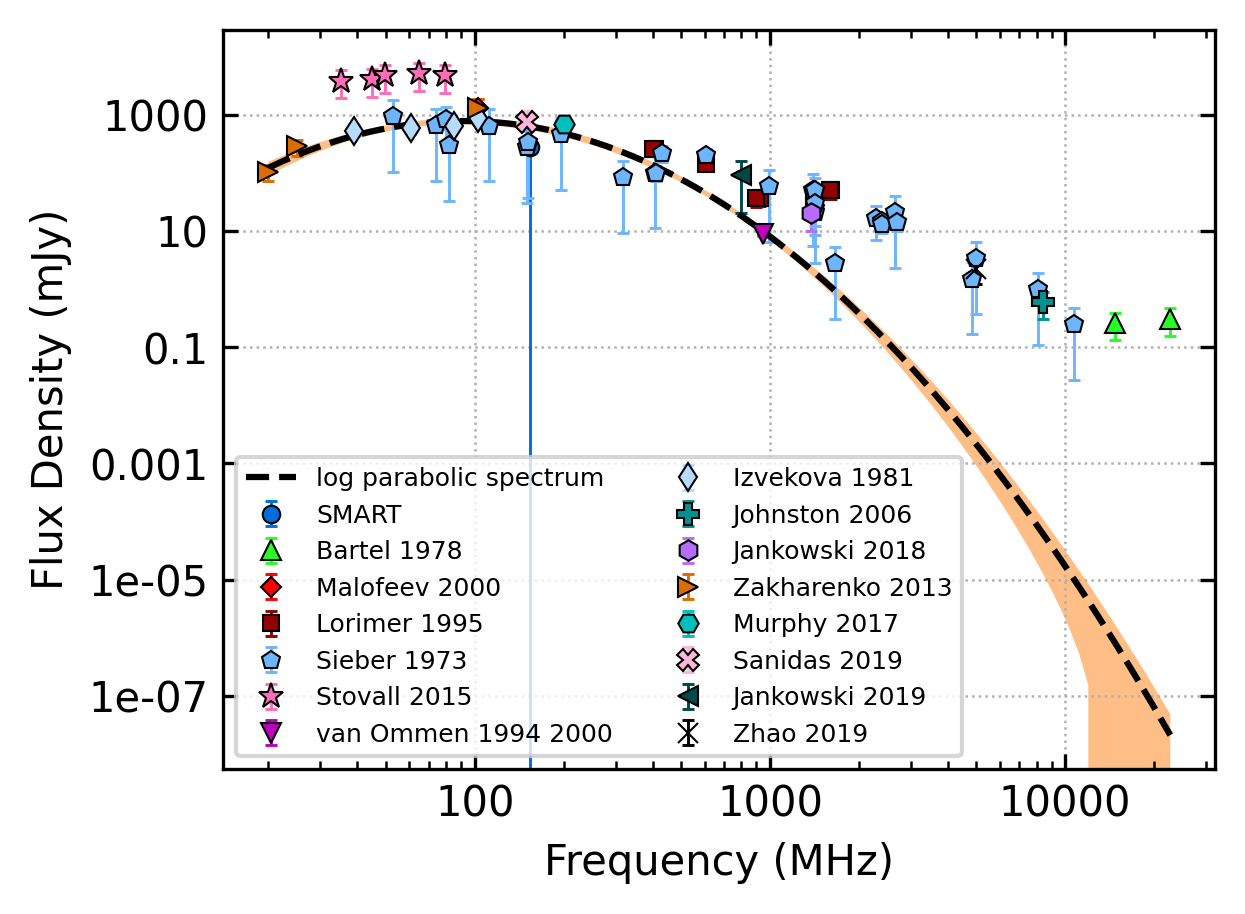 Flux Density (mJy)
1000
10
0.1
0.001
1e-05
1e-07
log parabolic spectrum
SMART
Bartel 1978
Malofeev 2000
Lorimer 1995
Sieber 1973
Stovall 2015
van Ommen 1994 2000
Izvekova 1981
Johnston 2006
Jankowski 2018
Zakharenko 2013
Murphy 2017
Sanidas 2019
Jankowski 2019
Zhao 2019
100
1000
10000
Frequency (MHz)